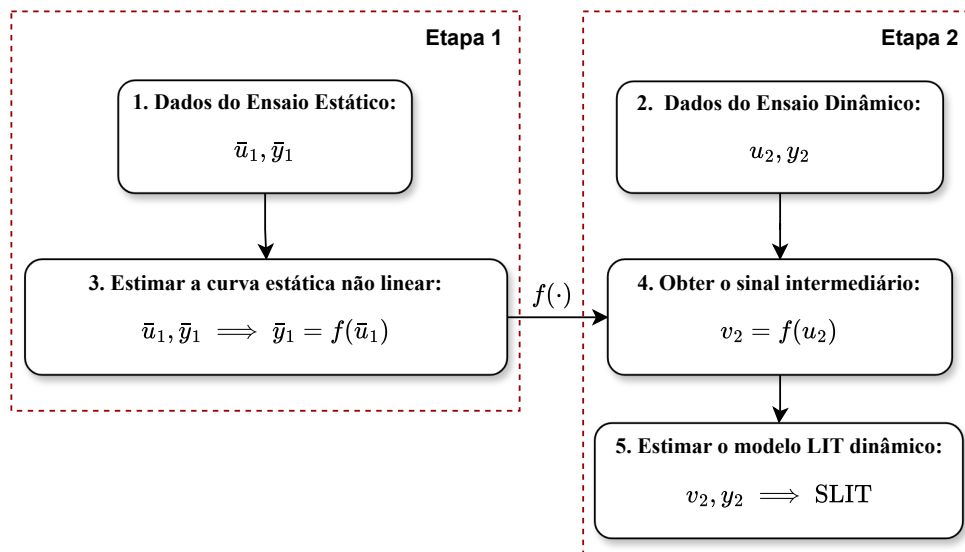 Etapa 1
1. Dados do Ensaio Estático:
ū₁, ȳ₁
3. Estimar a curva estática não linear:
ū₁, ȳ₁ ⟹ ȳ₁ = f(ū₁)
f(·)
Etapa 2
2. Dados do Ensaio Dinâmico:
u₂, y₂
4. Obter o sinal intermediário:
v₂ = f(u₂)
5. Estimar o modelo LIT dinâmico:
v₂, y₂ ⟹ SLIT